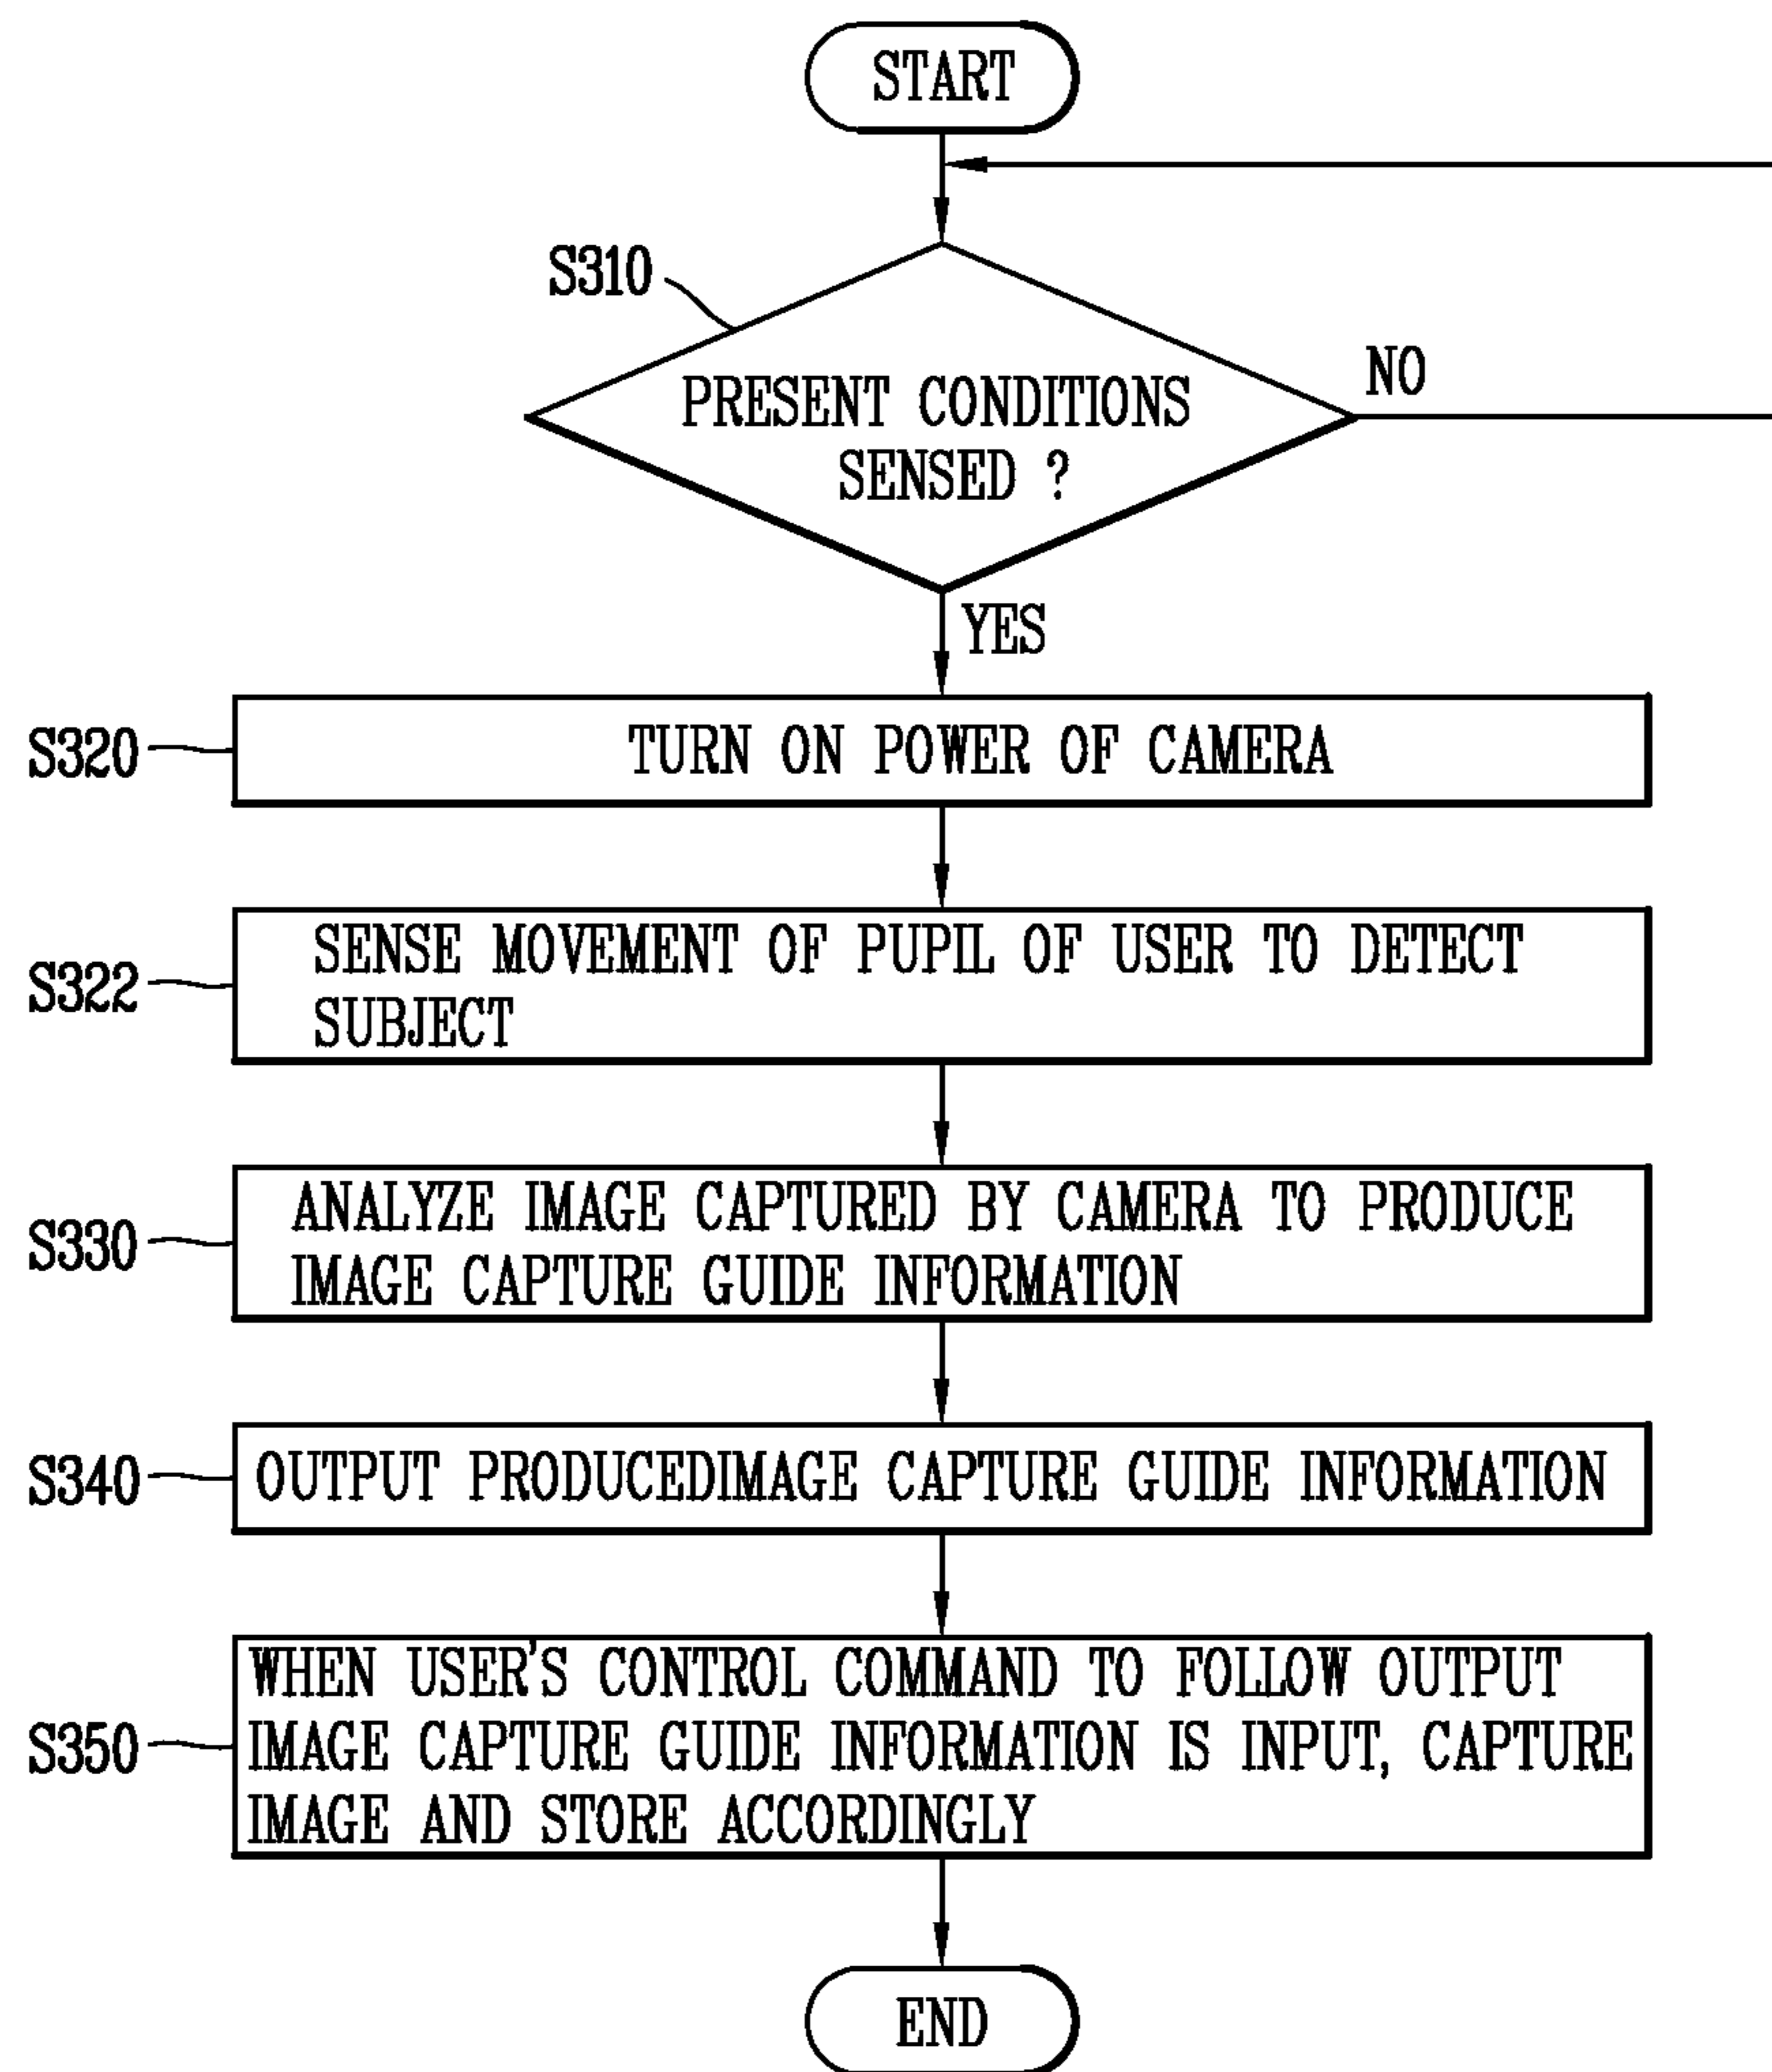 START
S310
PRESENT CONDITIONS
SENSED ?
NO
YES
S320
TURN ON POWER OF CAMERA
S322
SENSE MOVEMENT OF PUPIL OF USER TO DETECT
SUBJECT
S330
ANALYZE IMAGE CAPTURED BY CAMERA TO PRODUCE
IMAGE CAPTURE GUIDE INFORMATION
S340
OUTPUT PRODUCEDIMAGE CAPTURE GUIDE INFORMATION
S350
WHEN USER'S CONTROL COMMAND TO FOLLOW OUTPUT
IMAGE CAPTURE GUIDE INFORMATION IS INPUT, CAPTURE
IMAGE AND STORE ACCORDINGLY
END